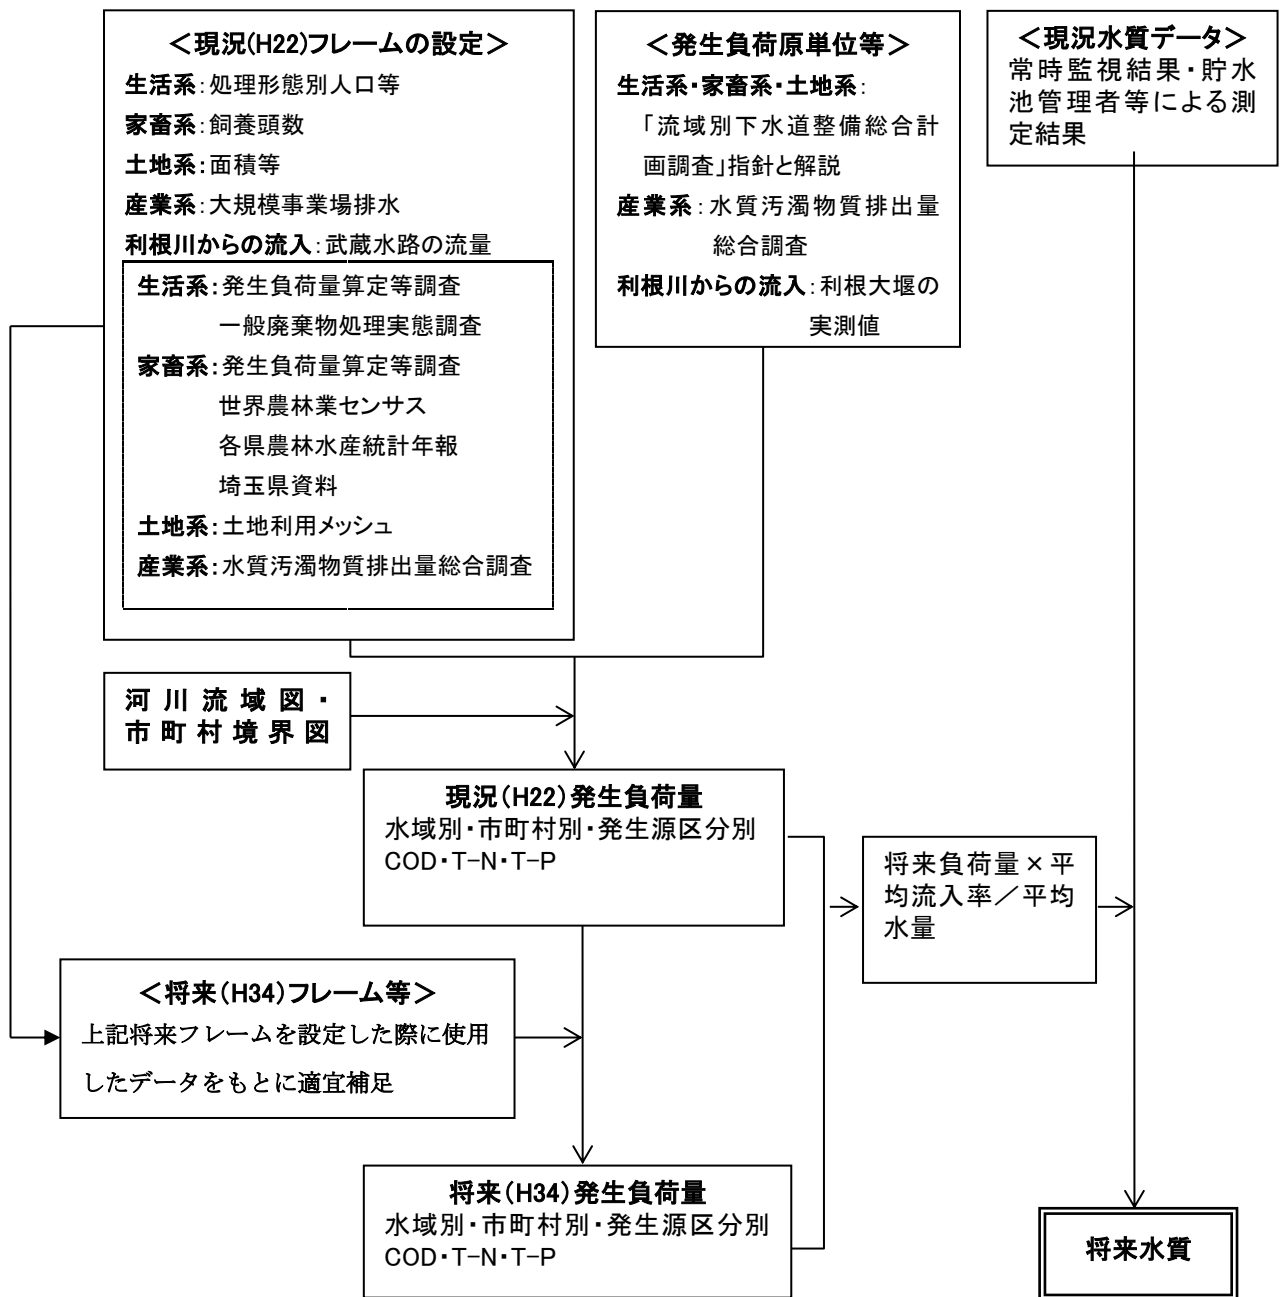 ＜現況(H22)フレームの設定＞
生活系：処理形態別人口等
家畜系：飼養頭数
土地系：面積等
産業系：大規模事業場排水
利根川からの流入：武蔵水路の流量
生活系：発生負荷量算定等調査
一般廃棄物処理実態調査
家畜系：発生負荷量算定等調査
世界農林業センサス
各県農林水産統計年報
埼玉県資料
土地系：土地利用メッシュ
産業系：水質汚濁物質排出量総合調査
＜発生負荷原単位等＞
生活系・家畜系・土地系：
「流域別下水道整備総合計
画調査」指針と解説
産業系：水質汚濁物質排出量
総合調査
利根川からの流入：利根大堰の
実測値
＜現況水質データ＞
常時監視結果・貯水
池管理者等による測
定結果
河川流域図・
市町村境界図
現況(H22)発生負荷量
水域別・市町村別・発生源区分別
COD・T-N・T-P
将来負荷量×平
均流入率／平均
水量
＜将来(H34)フレーム等＞
上記将来フレームを設定した際に使用
したデータをもとに適宜補足
将来(H34)発生負荷量
水域別・市町村別・発生源区分別
COD・T-N・T-P
将来水質